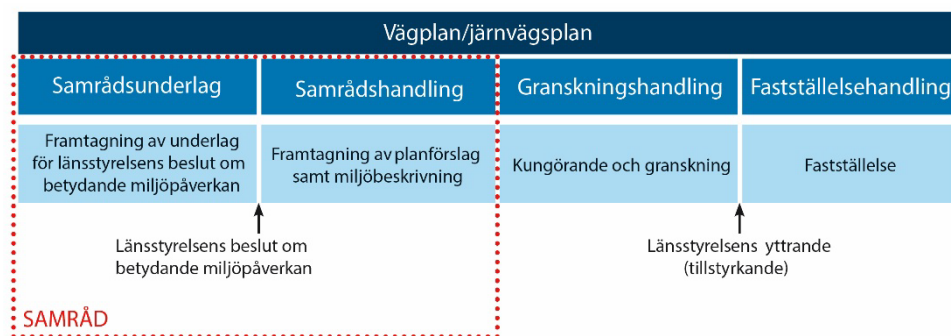 Vägplan/järnvägsplan
Samrådsunderlag
Samrådshandling
Granskningshandling
Fastställelsehandling
Framtagning av underlag
för länsstyrelsens beslut om
betydande miljöpåverkan
Framtagning av planförslag
samt miljöbeskrivning
Kungörande och granskning
Fastställelse
Länsstyrelsens beslut om
betydande miljöpåverkan
Länsstyrelsens yttrande
(tillstyrkande)
SAMRÅD